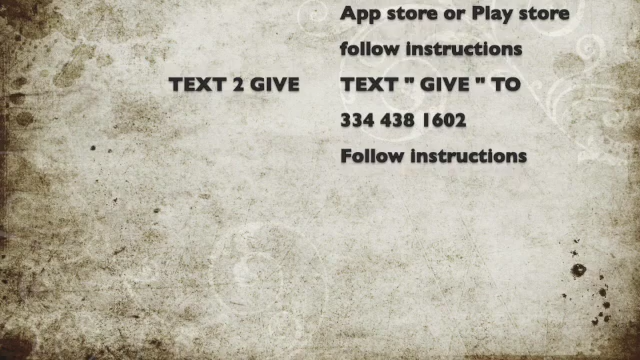 App store or Play store
follow instructions
TEXT 2 GIVE TEXT " GIVE " TO
334 438 1602
Follow instructions